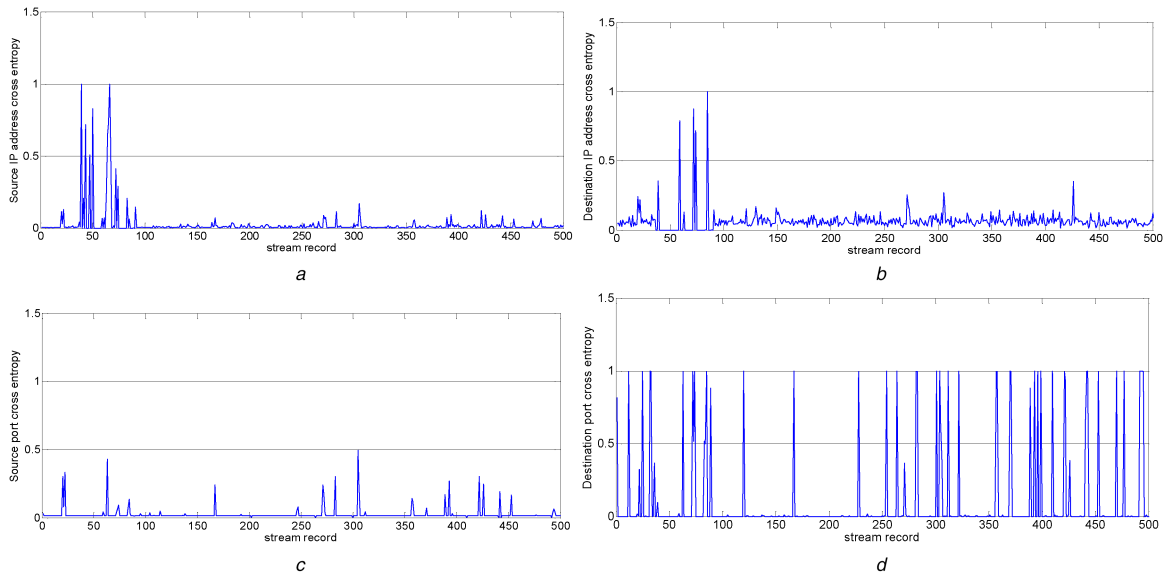 1.5
1
0.5
0
Source IP address cross entropy
0 50 100 150 200 250 300 350 400 450 500
stream record
a
1.5
1
0.5
0
Destination IP address cross entropy
0 50 100 150 200 250 300 350 400 450 500
stream record
b
1.5
1
0.5
0
Source port cross entropy
0 50 100 150 200 250 300 350 400 450 500
stream record
c
1.5
1
0.5
0
Destination port cross entropy
0 50 100 150 200 250 300 350 400 450 500
stream record
d